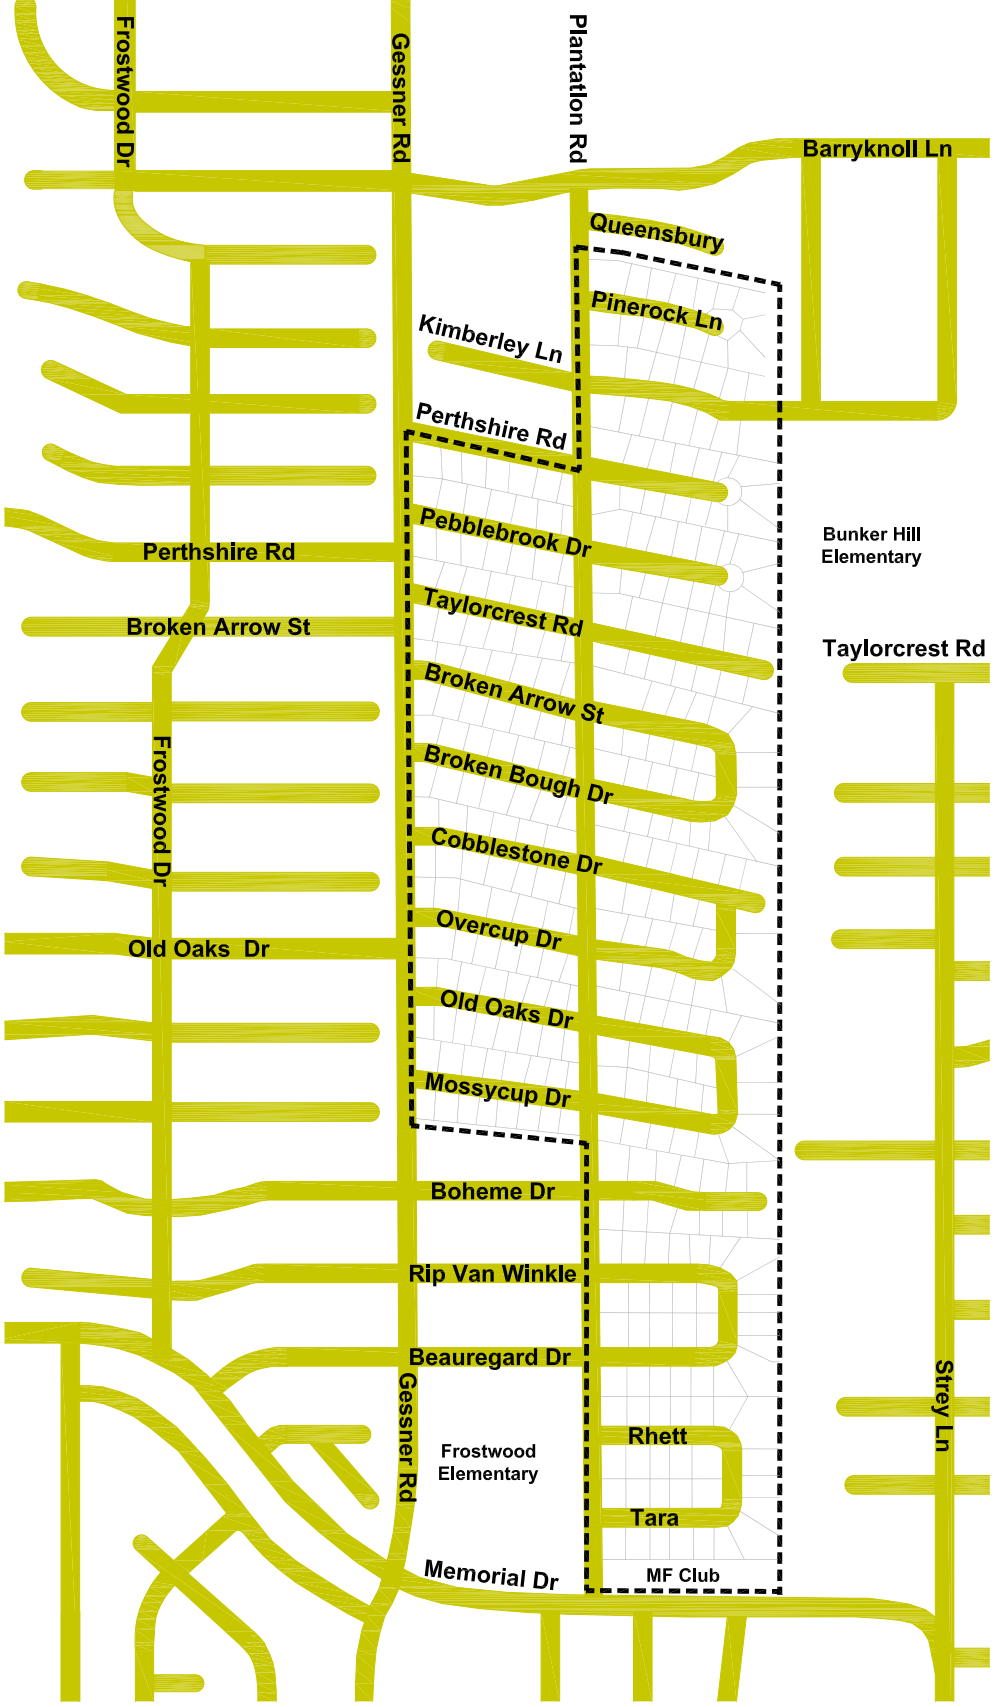 Frostwood Dr
Gessner Rd
Plantation Rd
Barryknoll Ln
Queensbury
Pinerock Ln
Kimberley Ln
Perthshire Rd
Pebblebrook Dr
Bunker Hill
Elementary
Perthshire Rd
Taylorcrest Rd
Broken Arrow St
Taylorcrest Rd
Broken Arrow St
Frostwood Dr
Broken Bough Dr
Cobblestone Dr
Overcup Dr
Old Oaks Dr
Old Oaks Dr
Mossycup Dr
Boheme Dr
Rip Van Winkle
Beauregard Dr
Gessner Rd
Strey Ln
Rhett
Frostwood
Elementary
Tara
Memorial Dr
MF Club